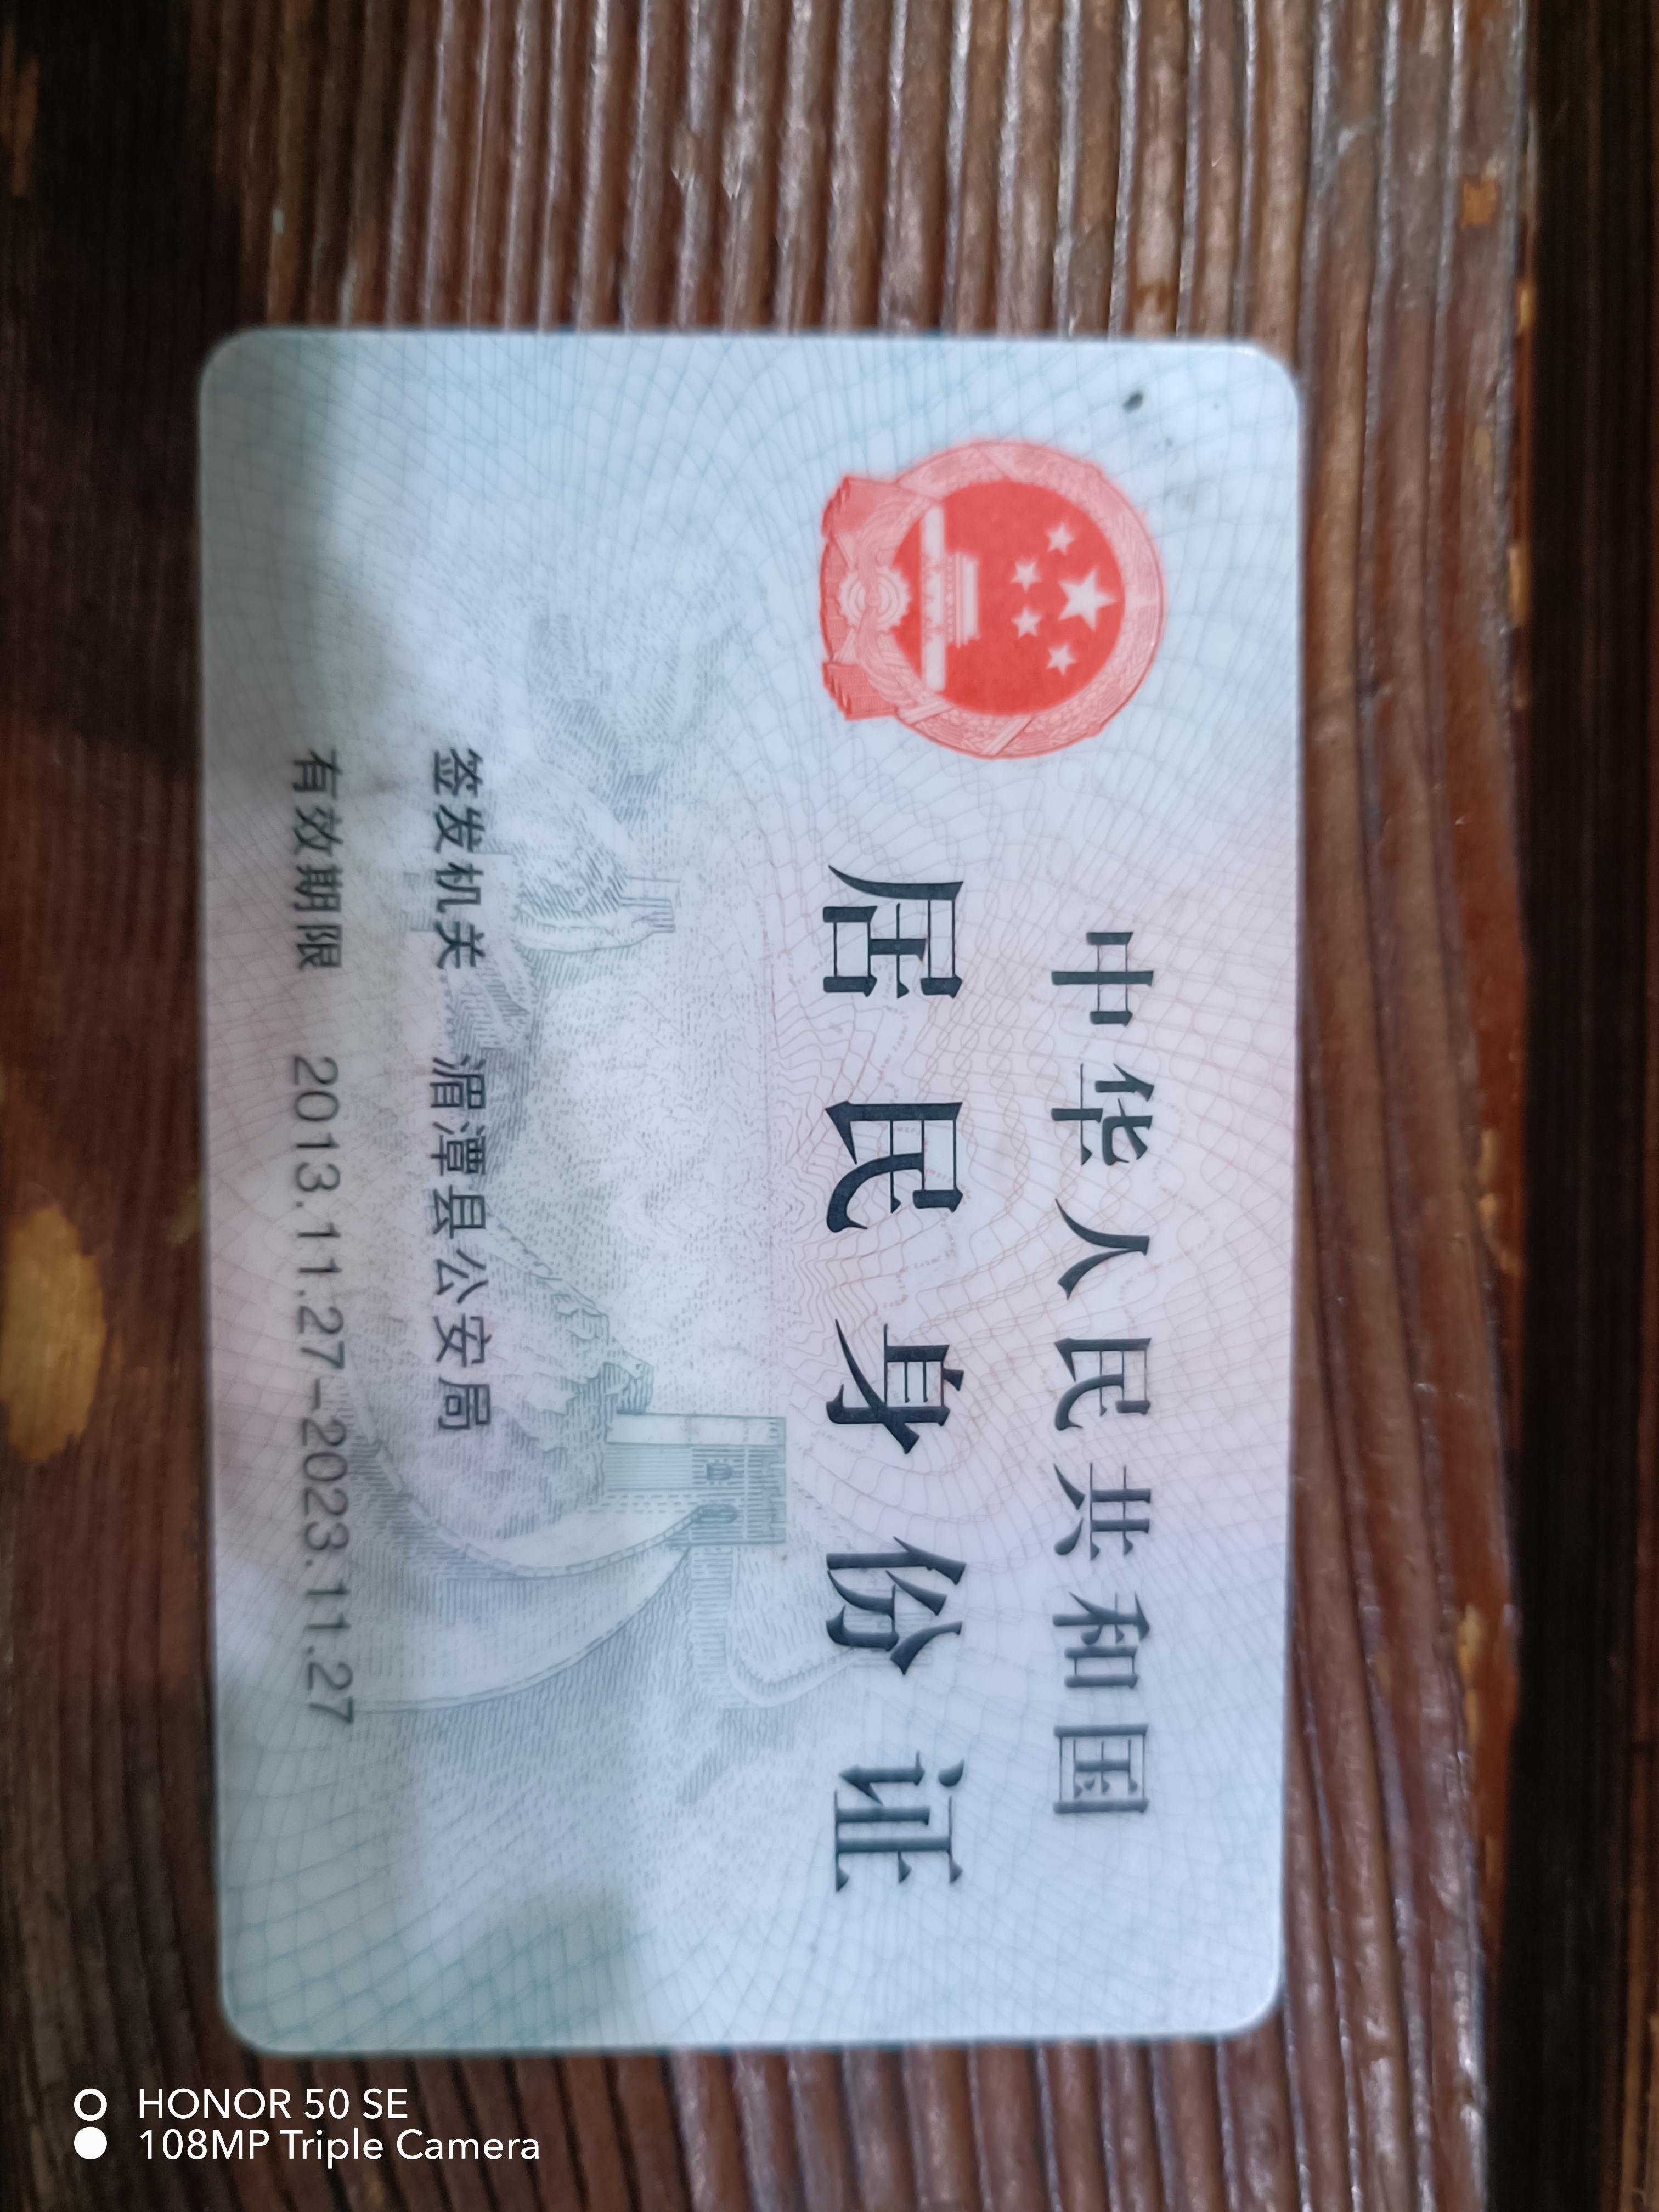 中华人民共和国
居民身份证
签发机关 湄潭县公安局
有效期限 2013.11.27-2023.11.27
HONOR 50 SE
108MP Triple Camera